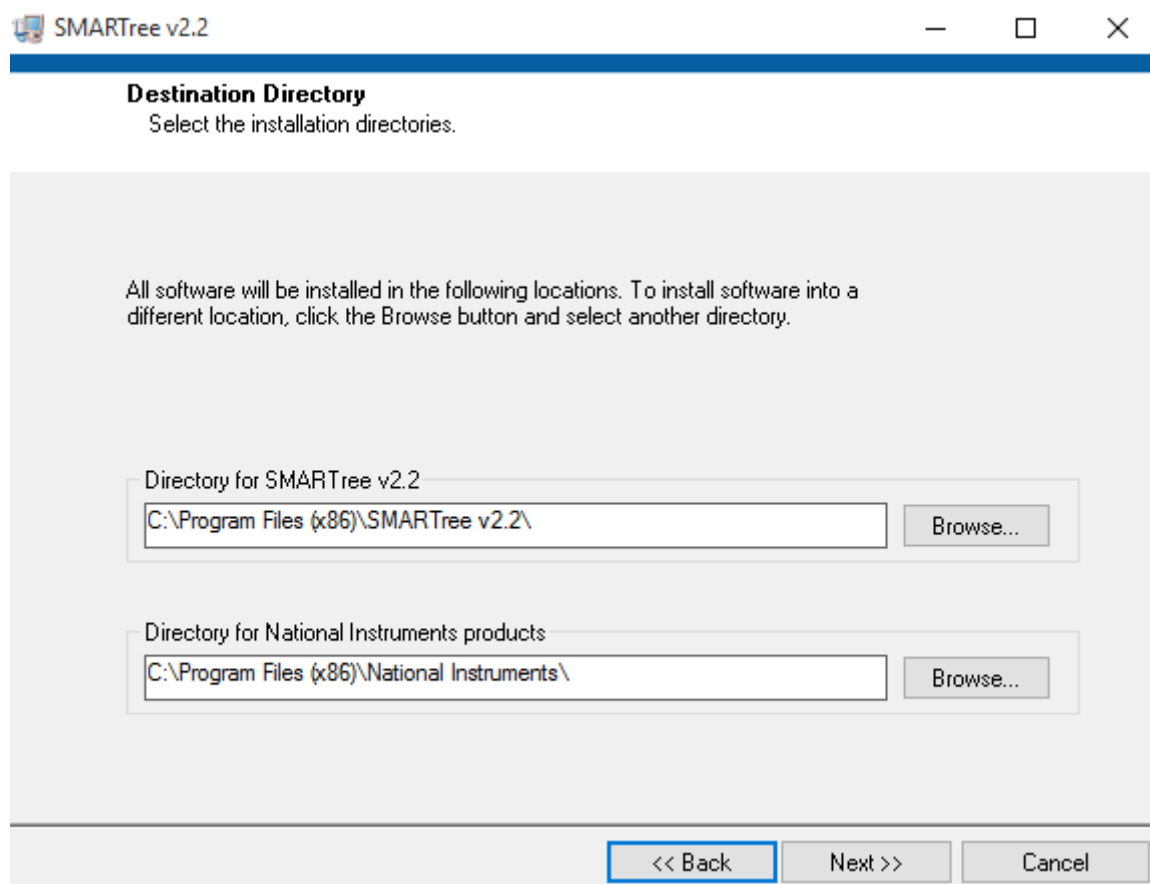 SMARTree v2.2
Destination Directory
Select the installation directories.
All software will be installed in the following locations. To install software into a
different location, click the Browse button and select another directory.
Directory for SMARTree v2.2
C:\Program Files (x86)\SMARTree v2.2\
Browse...
Directory for National Instruments products
C:\Program Files (x86)\National Instruments\
Browse...
<< Back
Next >>
Cancel